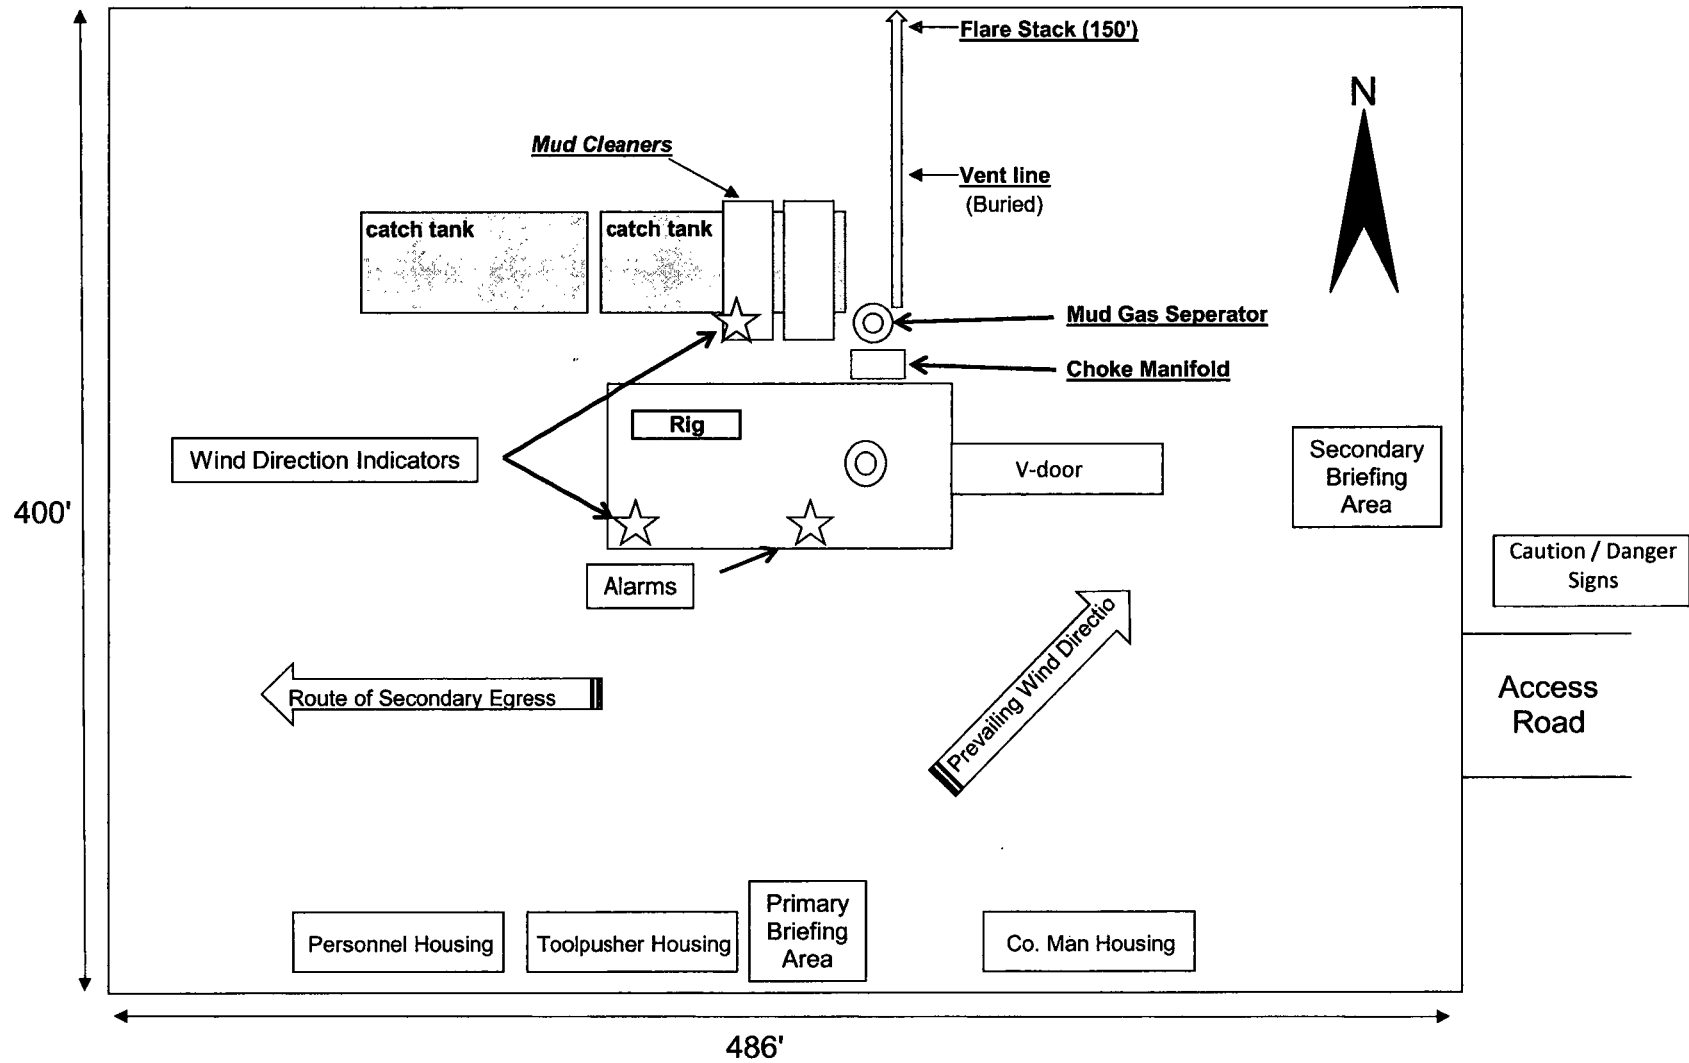 Flare Stack (150')
N
Mud Cleaners
Vent line
(Buried)
catch tank
catch tank
Mud Gas Seperator
Choke Manifold
Rig
Wind Direction Indicators
V-door
Secondary
Briefing
Area
400'
Caution / Danger
Signs
Alarms
Prevailing Wind Directio
Route of Secondary Egress
Access
Road
Primary
Briefing
Area
Personnel Housing
Toolpusher Housing
Co. Man Housing
486'